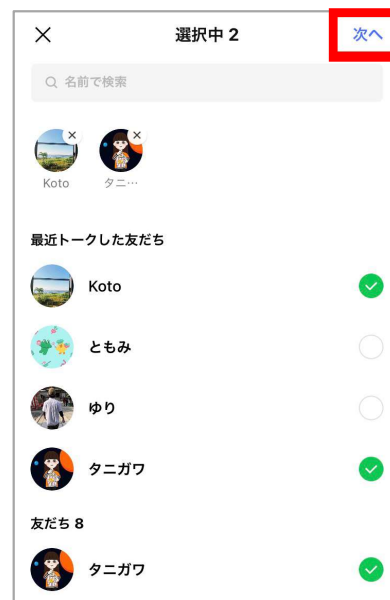 選択中 2
次へ
名前で検索
Koto
タニ…
最近トークした友だち
Koto
ともみ
ゆり
タニガワ
友だち 8
タニガワ